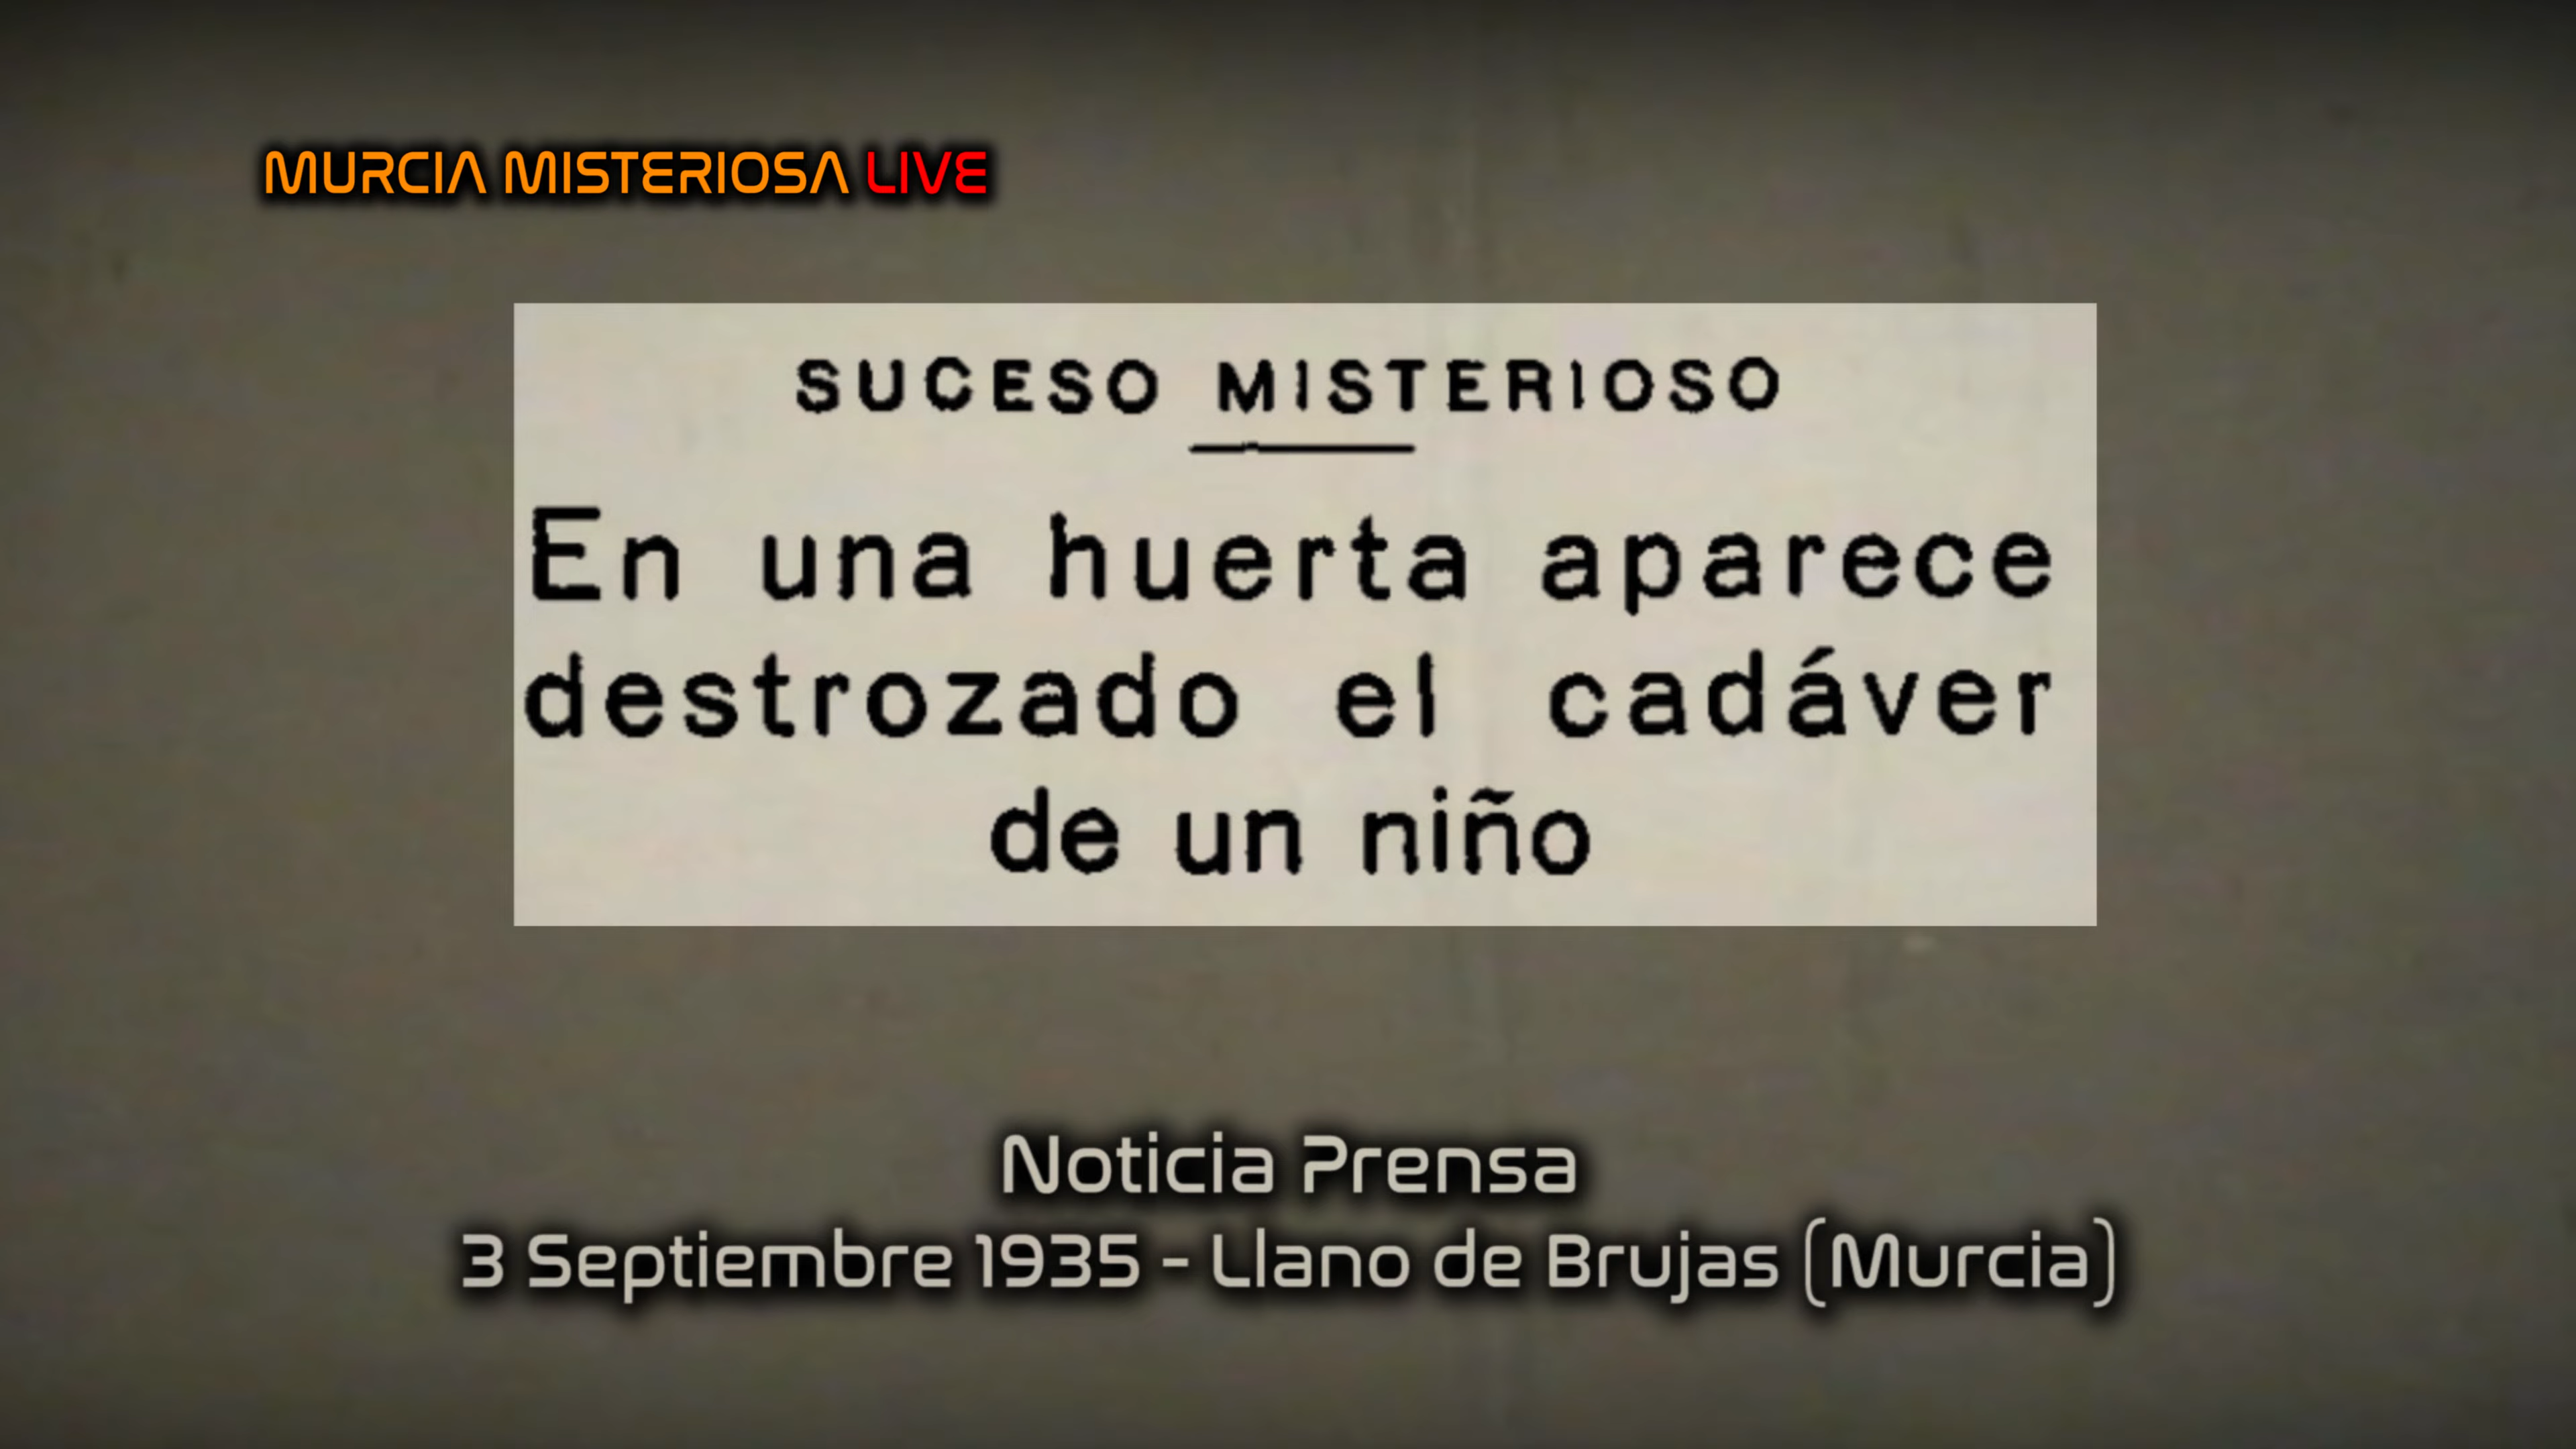 MURCIA MISTERIOSA LIVE
SUCESO MISTERIOSO
En una huerta aparece
destrozado el cadáver
de un niño
Noticia Prensa
3 Septiembre 1935 - Llano de Brujas (Murcia)